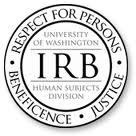 • RESPECT FOR PERSONS •
UNIVERSITY
OF WASHINGTON
IRB
HUMAN SUBJECTS
DIVISION
BENEFICENCE • JUSTICE